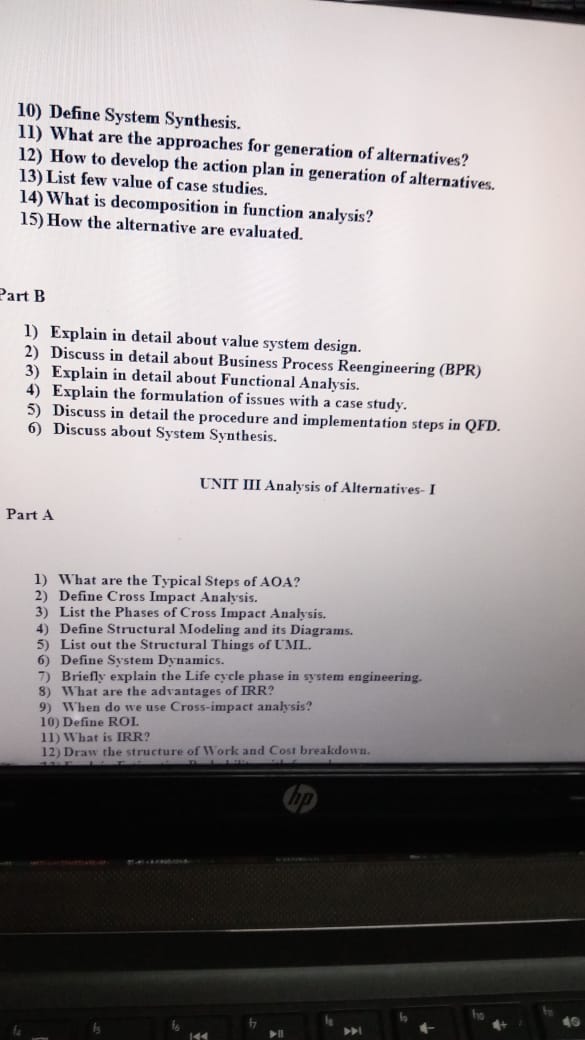 10) Define System Synthesis.
11) What are the approaches for generation of alternatives?
12) How to develop the action plan in generation of alternatives.
13) List few value of case studies.
14) What is decomposition in function analysis?
15) How the alternative are evaluated.
Part B
1) Explain in detail about value system design.
2) Discuss in detail about Business Process Reengineering (BPR)
3) Explain in detail about Functional Analysis.
4) Explain the formulation of issues with a case study.
5) Discuss in detail the procedure and implementation steps in QFD.
6) Discuss about System Synthesis.
UNIT III Analysis of Alternatives- I
Part A
1) What are the Typical Steps of AOA?
2) Define Cross Impact Analysis.
3) List the Phases of Cross Impact Analysis.
4) Define Structural Modeling and its Diagrams.
5) List out the Structural Things of UML.
6) Define System Dynamics.
7) Briefly explain the Life cycle phase in system engineering.
8) What are the advantages of IRR?
9) When do we use Cross-impact analysis?
10) Define ROI.
11) What is IRR?
12) Draw the structure of Work and Cost breakdown.
hp
f4 f5 f6 f7 f8 f9 f10